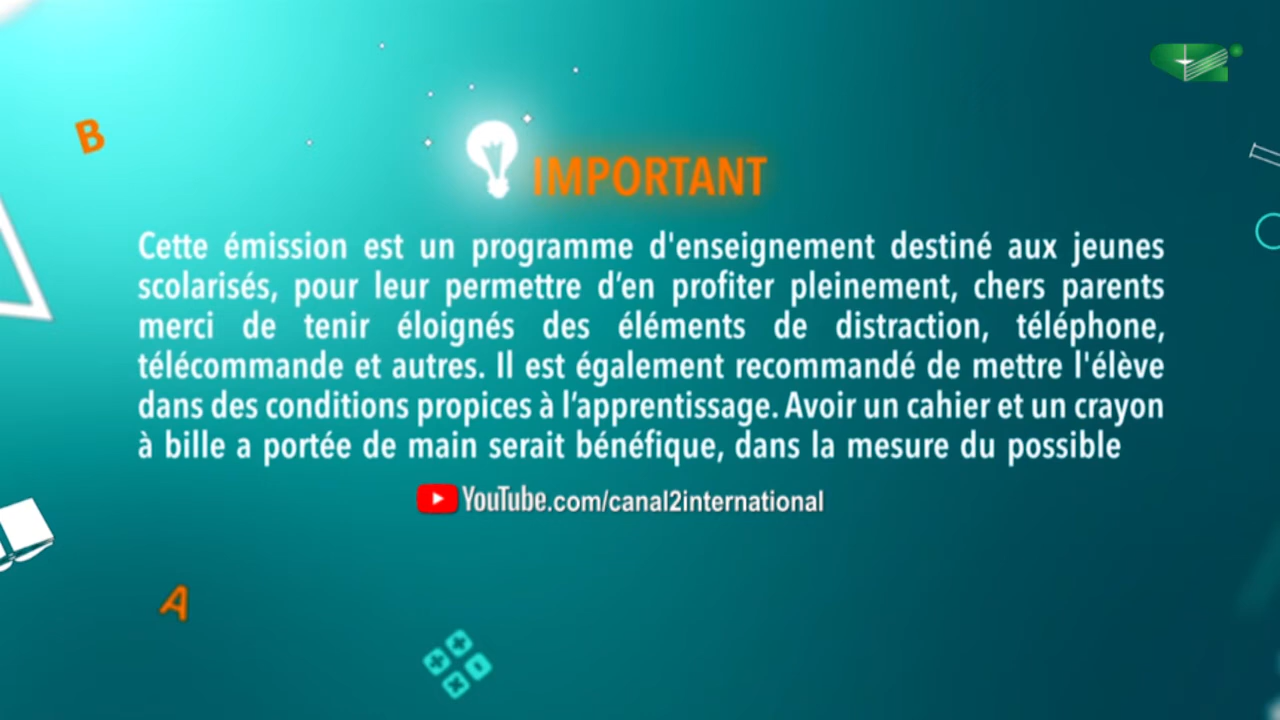 B
IMPORTANT
Cette émission est un programme d'enseignement destiné aux jeunes
scolarisés, pour leur permettre d’en profiter pleinement, chers parents
merci de tenir éloignés des éléments de distraction, téléphone,
télécommande et autres. Il est également recommandé de mettre l'élève
dans des conditions propices à l’apprentissage. Avoir un cahier et un crayon
à bille a portée de main serait bénéfique, dans la mesure du possible
YouTube.com/canal2international
A